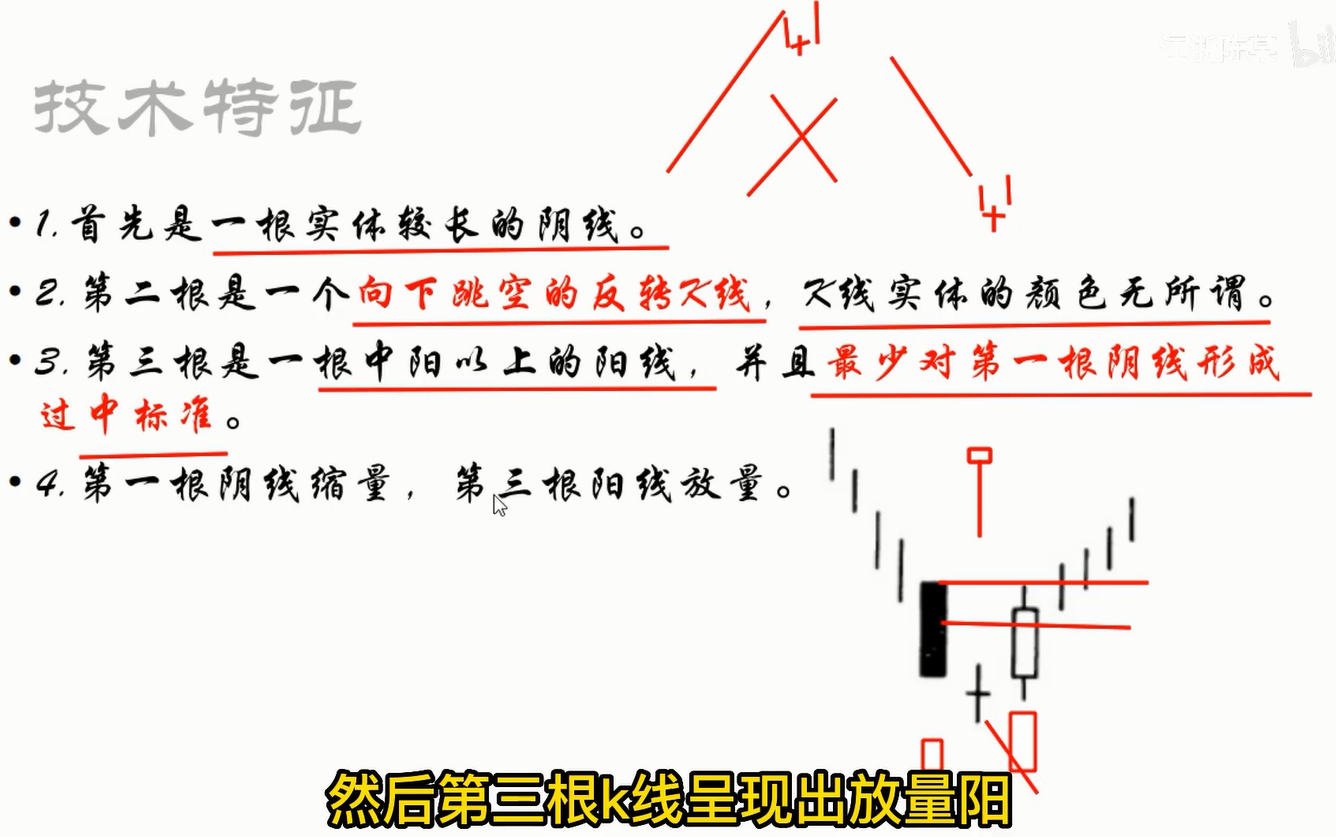 技术特征
• 1.首先是一根实体较长的阴线。
• 2.第二根是一个向下跳空的反转K线，K线实体的颜色无所谓。
• 3.第三根是一根中阳以上的阳线，并且最少对第一根阴线形成
过中标准。
• 4.第一根阴线缩量，第三根阳线放量。
然后第三根k线呈现出放量阳